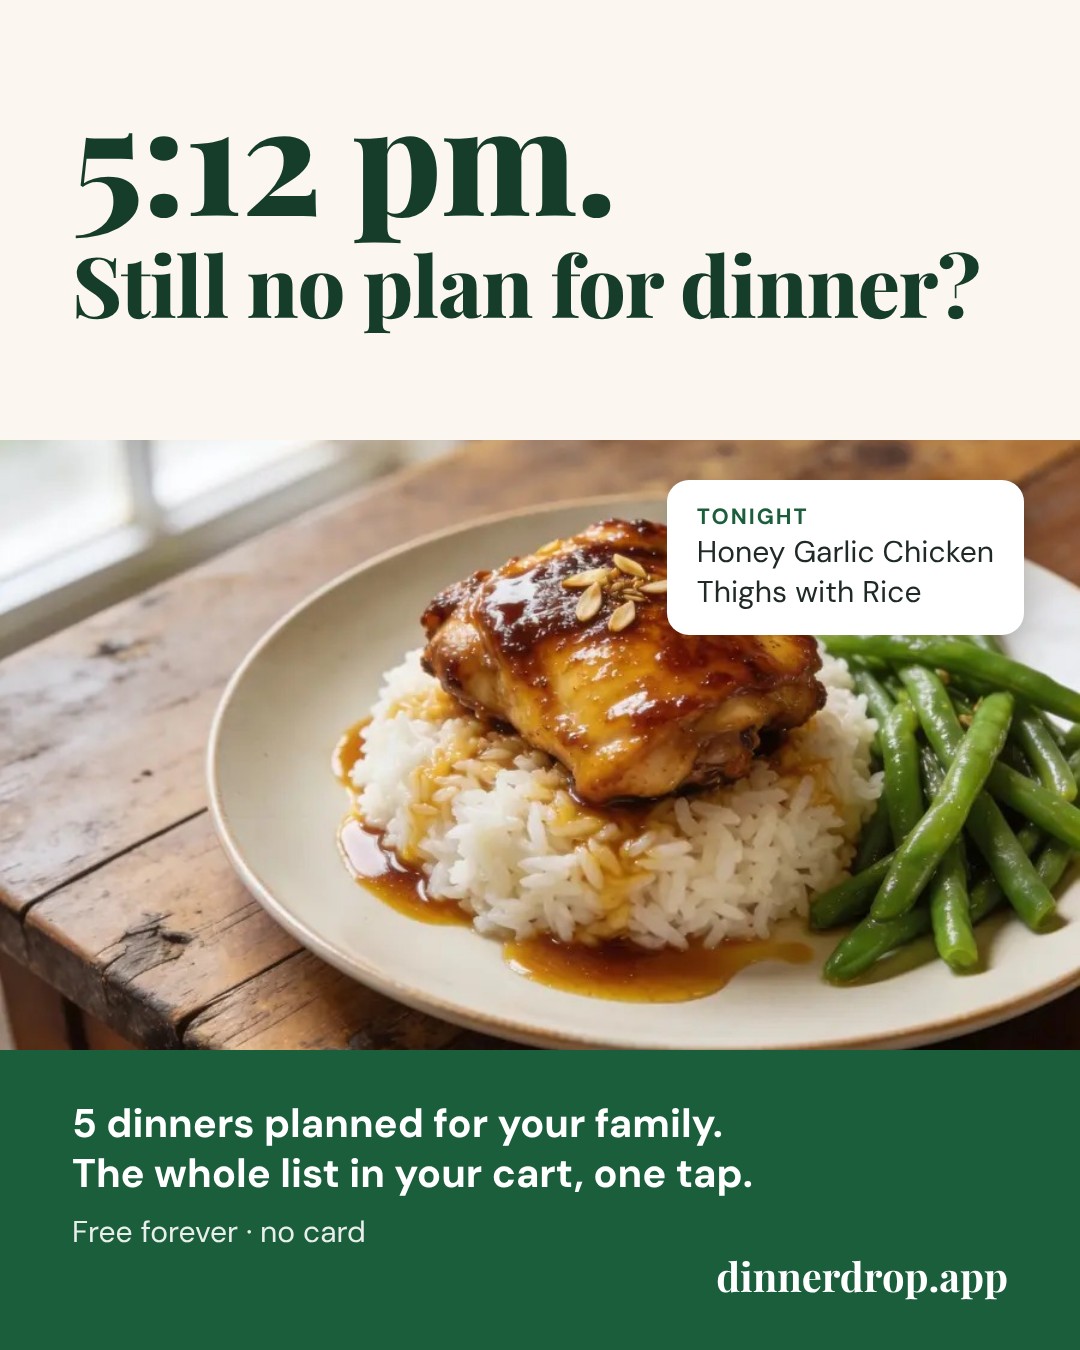 5:12 pm.
Still no plan for dinner?
TONIGHT
Honey Garlic Chicken
Thighs with Rice
5 dinners planned for your family.
The whole list in your cart, one tap.
Free forever · no card
dinnerdrop.app